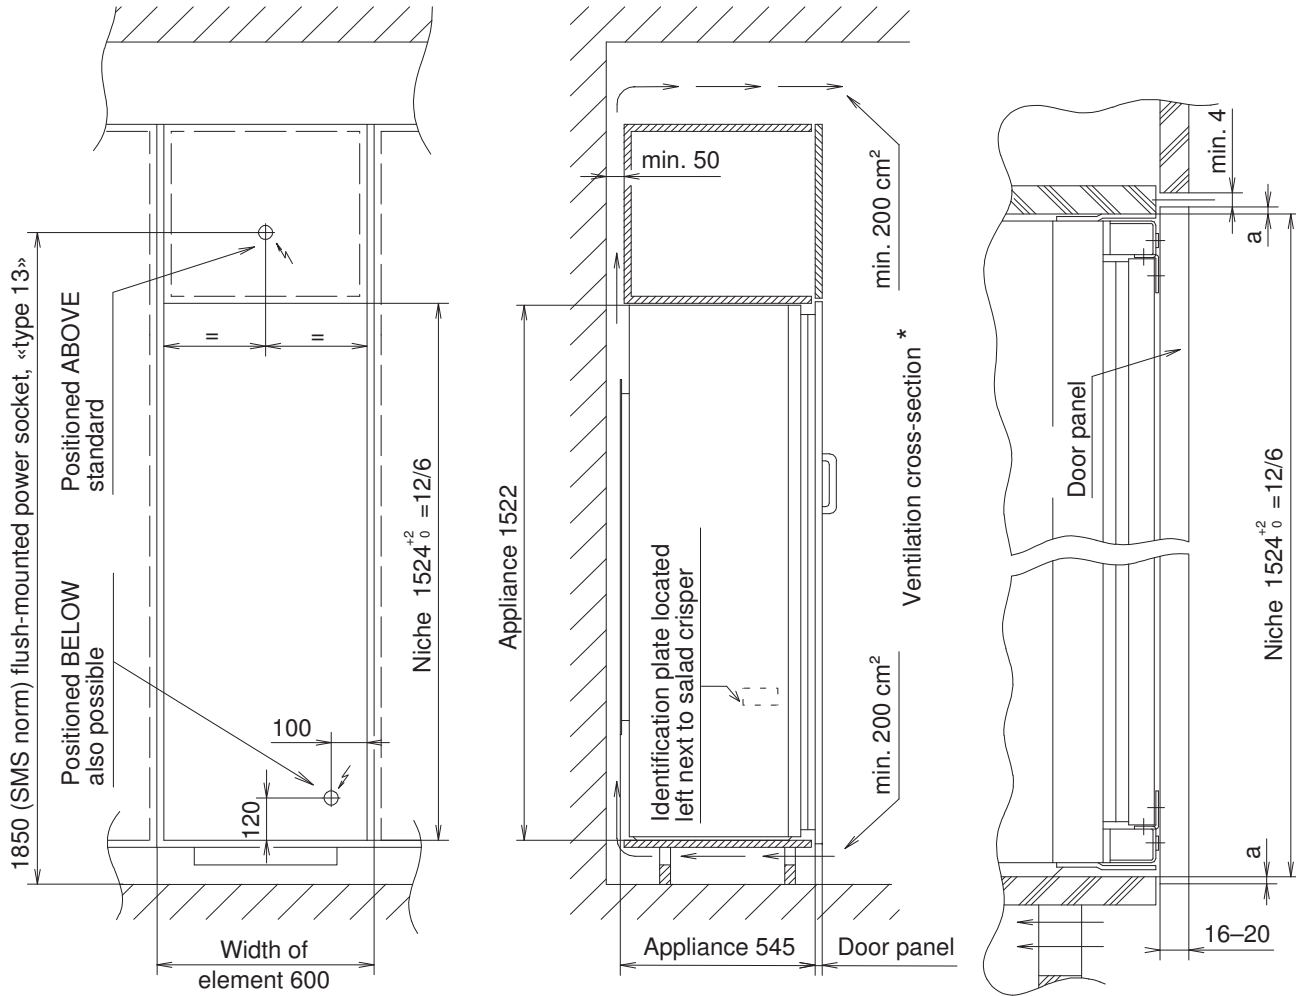 1850 (SMS norm) flush-mounted power socket, «type 13»
Positioned ABOVE
standard
Positioned BELOW
also possible
=
=
100
120
Niche 1524 +2 0 =12/6
Width of
element 600
min. 50
Appliance 1522
Identification plate located
left next to salad crisper
min. 200 cm²
Ventilation cross-section *
min. 200 cm²
Appliance 545
Door panel
min. 4
a
Door panel
Niche 1524 +2 0 =12/6
a
16–20